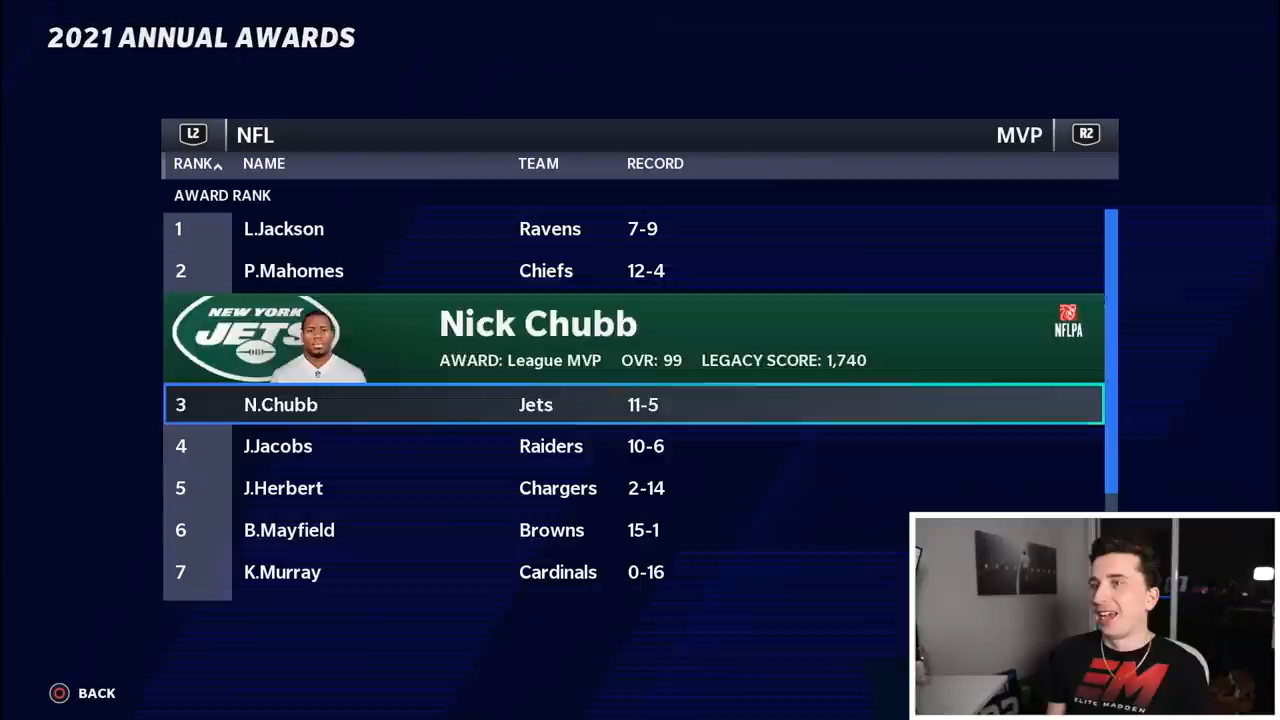 2021 ANNUAL AWARDS
L2 NFL MVP R2
RANK NAME TEAM RECORD
AWARD RANK
1 L.Jackson Ravens 7-9
2 P.Mahomes Chiefs 12-4
NEW YORK
JETS
Nick Chubb
NFLPA
AWARD: League MVP OVR: 99 LEGACY SCORE: 1,740
3 N.Chubb Jets 11-5
4 J.Jacobs Raiders 10-6
5 J.Herbert Chargers 2-14
6 B.Mayfield Browns 15-1
7 K.Murray Cardinals 0-16
EM
ELITE MADDEN
BACK